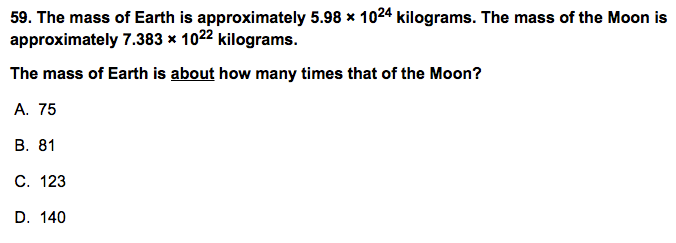 59. The mass of Earth is approximately 5.98 × 10²⁴ kilograms. The mass of the Moon is
approximately 7.383 × 10²² kilograms.
The mass of Earth is about how many times that of the Moon?
A. 75
B. 81
C. 123
D. 140